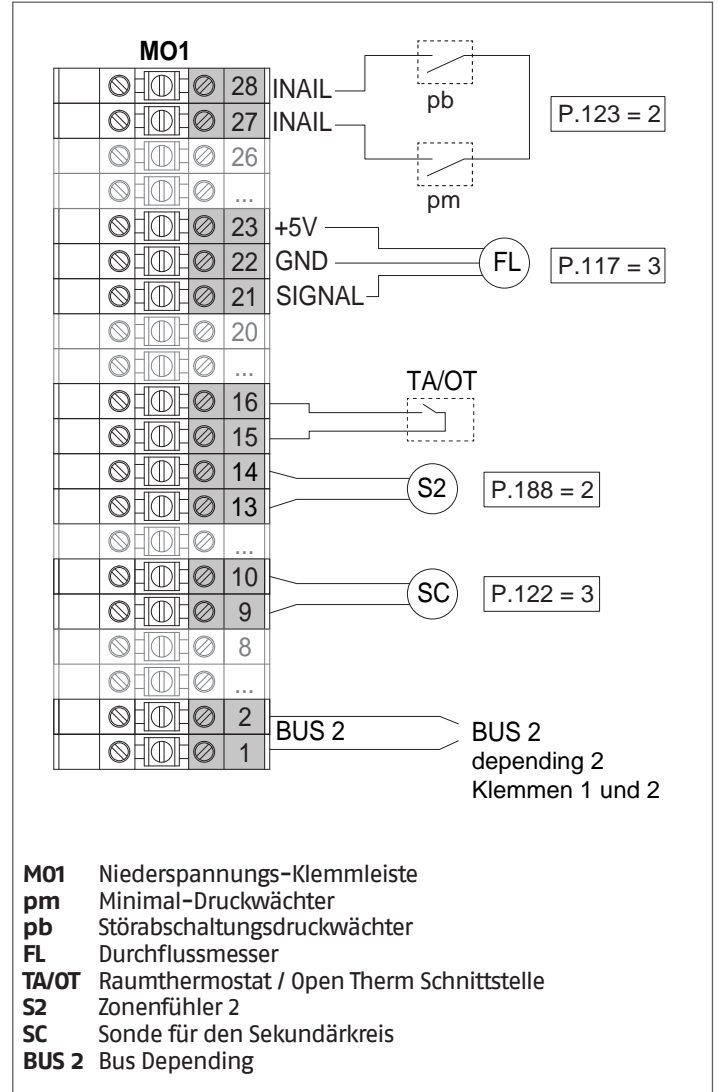 MO1
28 INAIL
pb
27 INAIL
P.123 = 2
26
pm
...
23 +5V
22 GND
FL
P.117 = 3
21 SIGNAL
20
...
TA/OT
16
15
14
S2
P.188 = 2
13
...
10
SC
P.122 = 3
9
8
...
2
BUS 2
BUS 2
1
depending 2
Klemmen 1 und 2
M01 Niederspannungs-Klemmleiste
pm Minimal-Druckwächter
pb Störabschaltungsdruckwächter
FL Durchflussmesser
TA/OT Raumthermostat / Open Therm Schnittstelle
S2 Zonenfühler 2
SC Sonde für den Sekundärkreis
BUS 2 Bus Depending